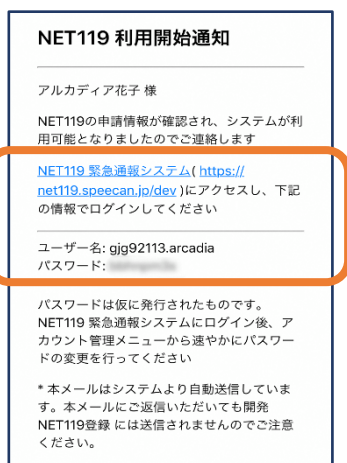 NET119 利用開始通知
アルカディア花子 様
NET119の申請情報が確認され、システムが利
用可能となりましたのでご連絡します
NET119 緊急通報システム( https://
net119.speecan.jp/dev )にアクセスし、下記
の情報でログインしてください
ユーザー名: gjg92113.arcadia
パスワード:
パスワードは仮に発行されたものです。
NET119 緊急通報システムにログイン後、ア
カウント管理メニューから速やかにパスワー
ドの変更を行ってください
* 本メールはシステムより自動送信していま
す。本メールにご返信いただいても開発
NET119登録 には送信されませんのでご注意
ください。